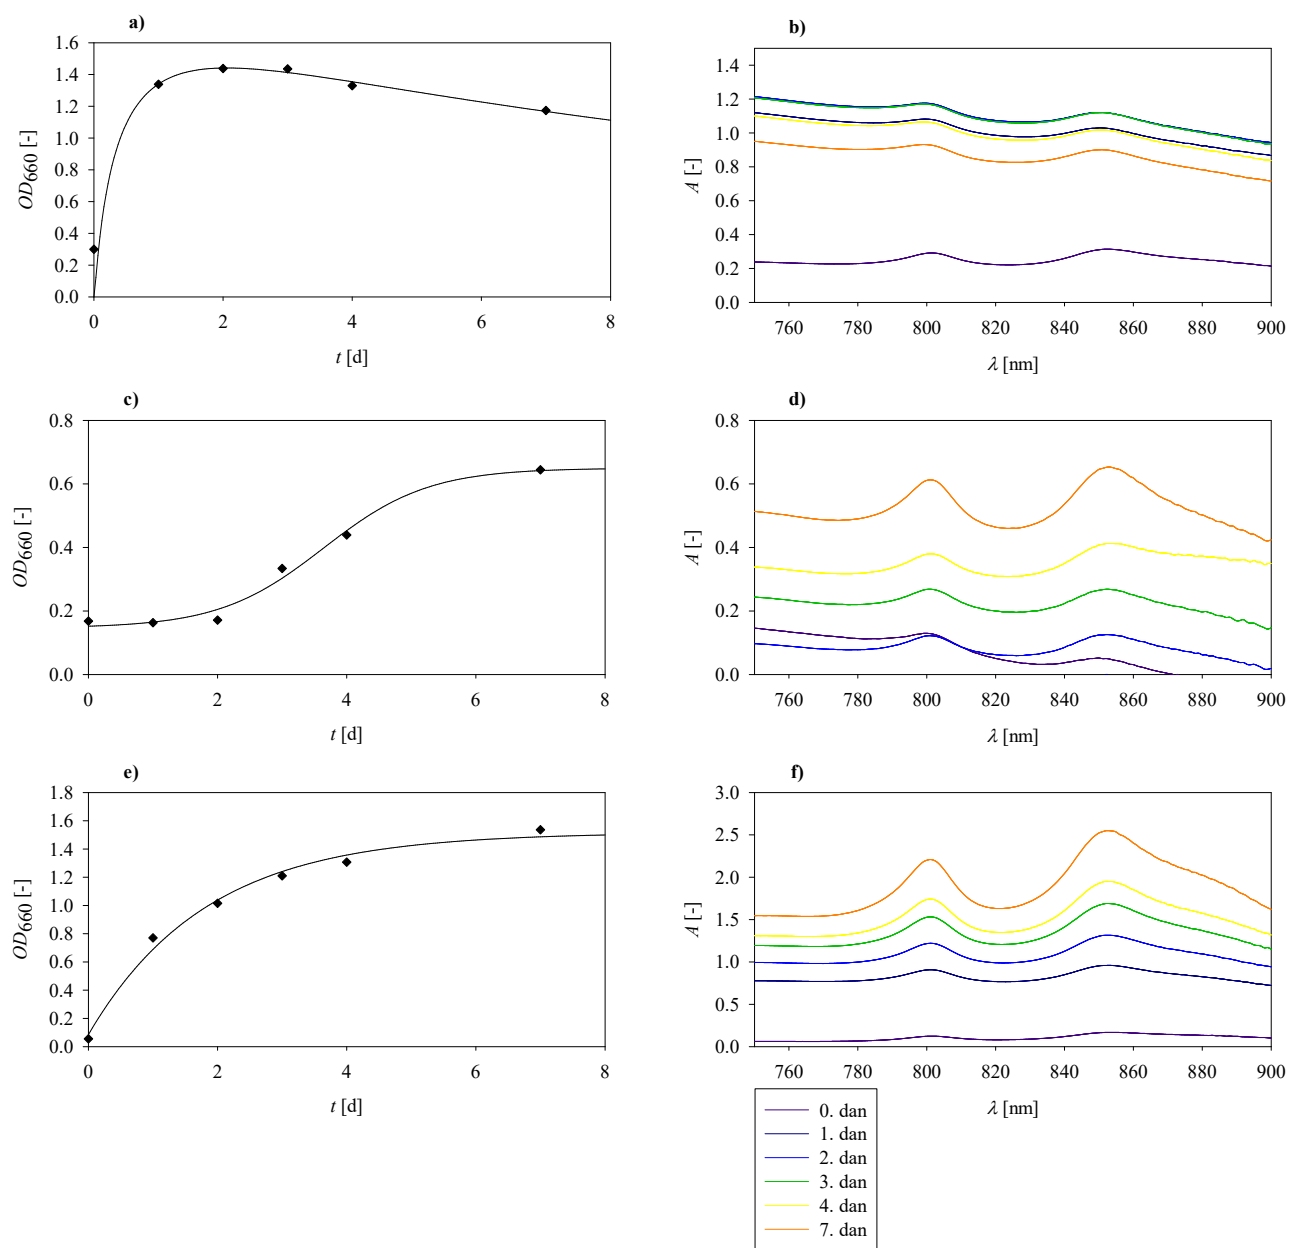 a)
1.6
1.4
1.2
1.0
0.8
0.6
0.4
0.2
0.0
OD660 [-]
0 2 4 6 8
t [d]
b)
1.4
1.2
1.0
0.8
0.6
0.4
0.2
0.0
A [-]
760 780 800 820 840 860 880 900
λ [nm]
c)
0.8
0.6
0.4
0.2
0.0
OD660 [-]
0 2 4 6 8
t [d]
d)
0.8
0.6
0.4
0.2
0.0
A [-]
760 780 800 820 840 860 880 900
λ [nm]
e)
1.8
1.6
1.4
1.2
1.0
0.8
0.6
0.4
0.2
0.0
OD660 [-]
0 2 4 6 8
t [d]
f)
3.0
2.5
2.0
1.5
1.0
0.5
0.0
A [-]
760 780 800 820 840 860 880 900
λ [nm]
0. dan
1. dan
2. dan
3. dan
4. dan
7. dan